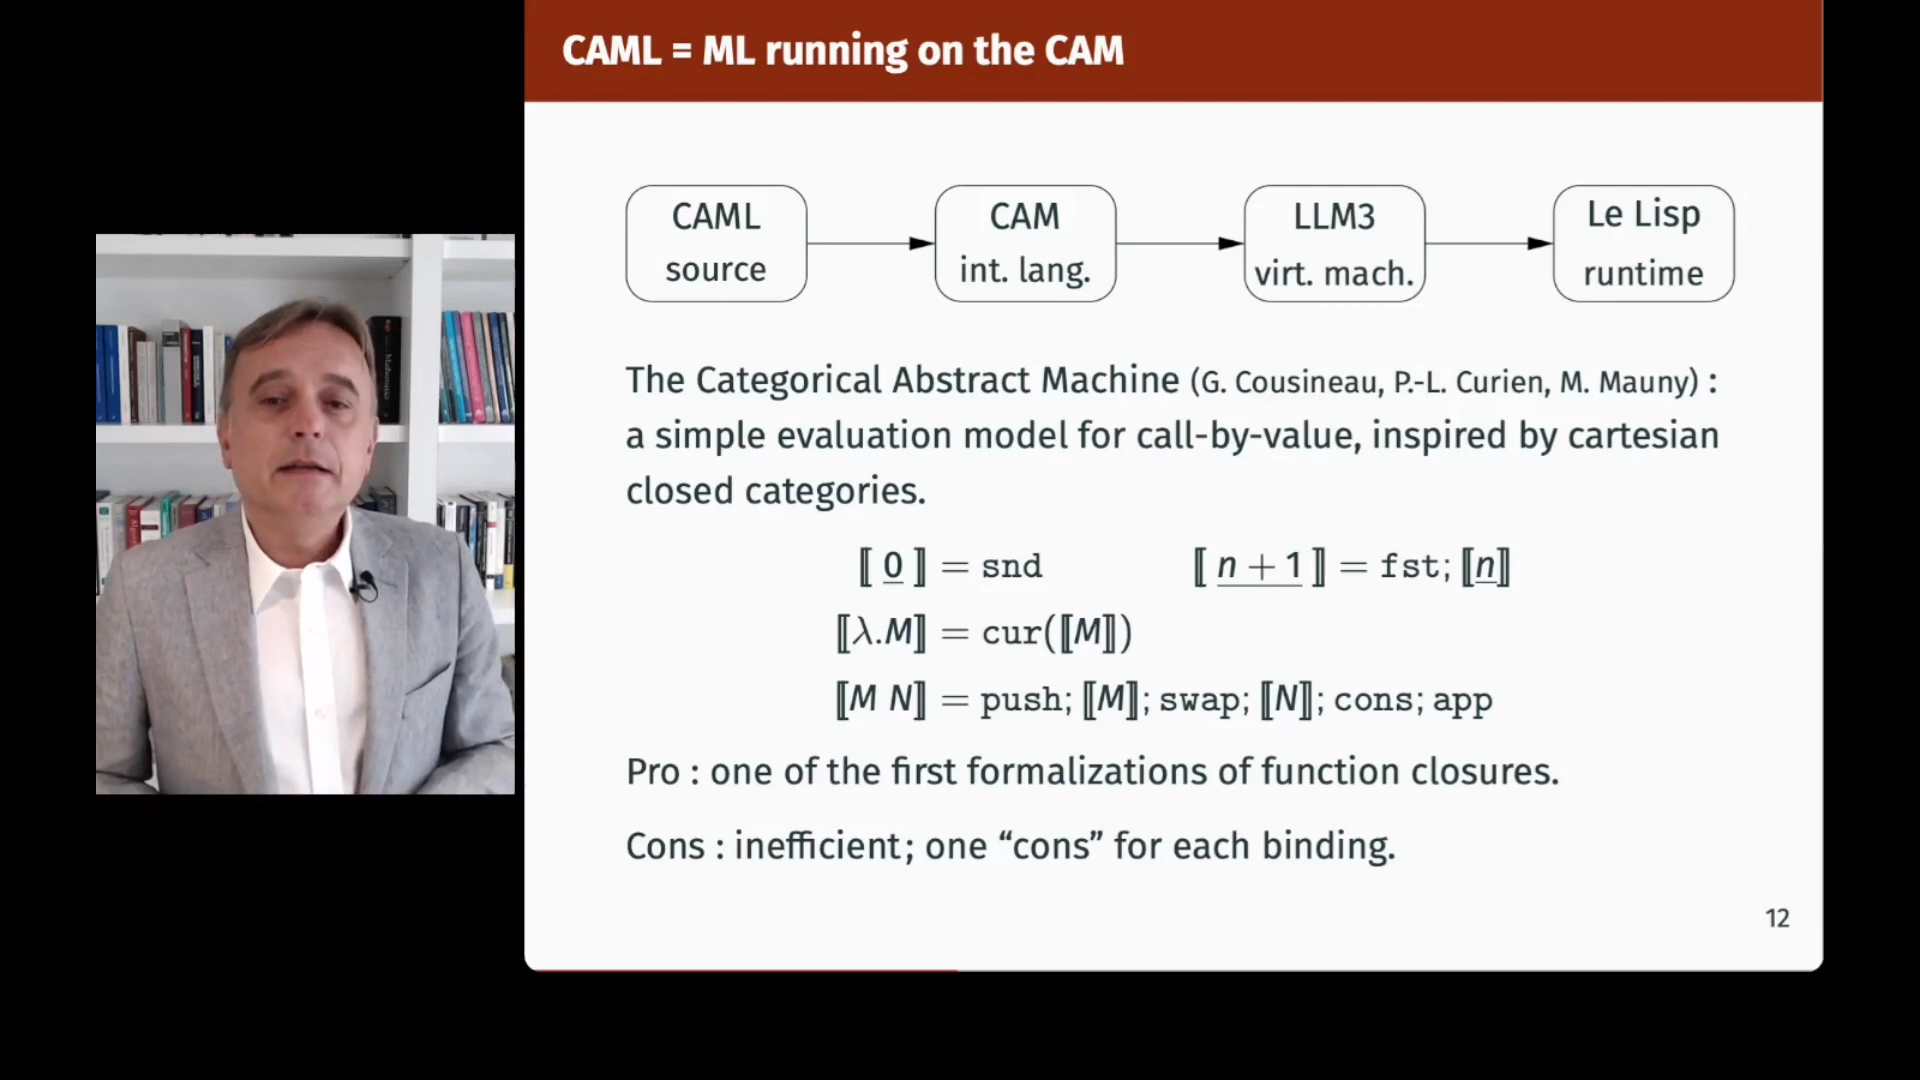 CAML = ML running on the CAM
CAML
source
CAM
int. lang.
LLM3
virt. mach.
Le Lisp
runtime
The Categorical Abstract Machine (G. Cousineau, P.-L. Curien, M. Mauny) :
a simple evaluation model for call-by-value, inspired by cartesian
closed categories.
⟦ 0 ⟧ = snd
⟦ n + 1 ⟧ = fst; ⟦n⟧
⟦λ.M⟧ = cur(⟦M⟧)
⟦M N⟧ = push; ⟦M⟧; swap; ⟦N⟧; cons; app
Pro : one of the first formalizations of function closures.
Cons : inefficient; one “cons” for each binding.
12